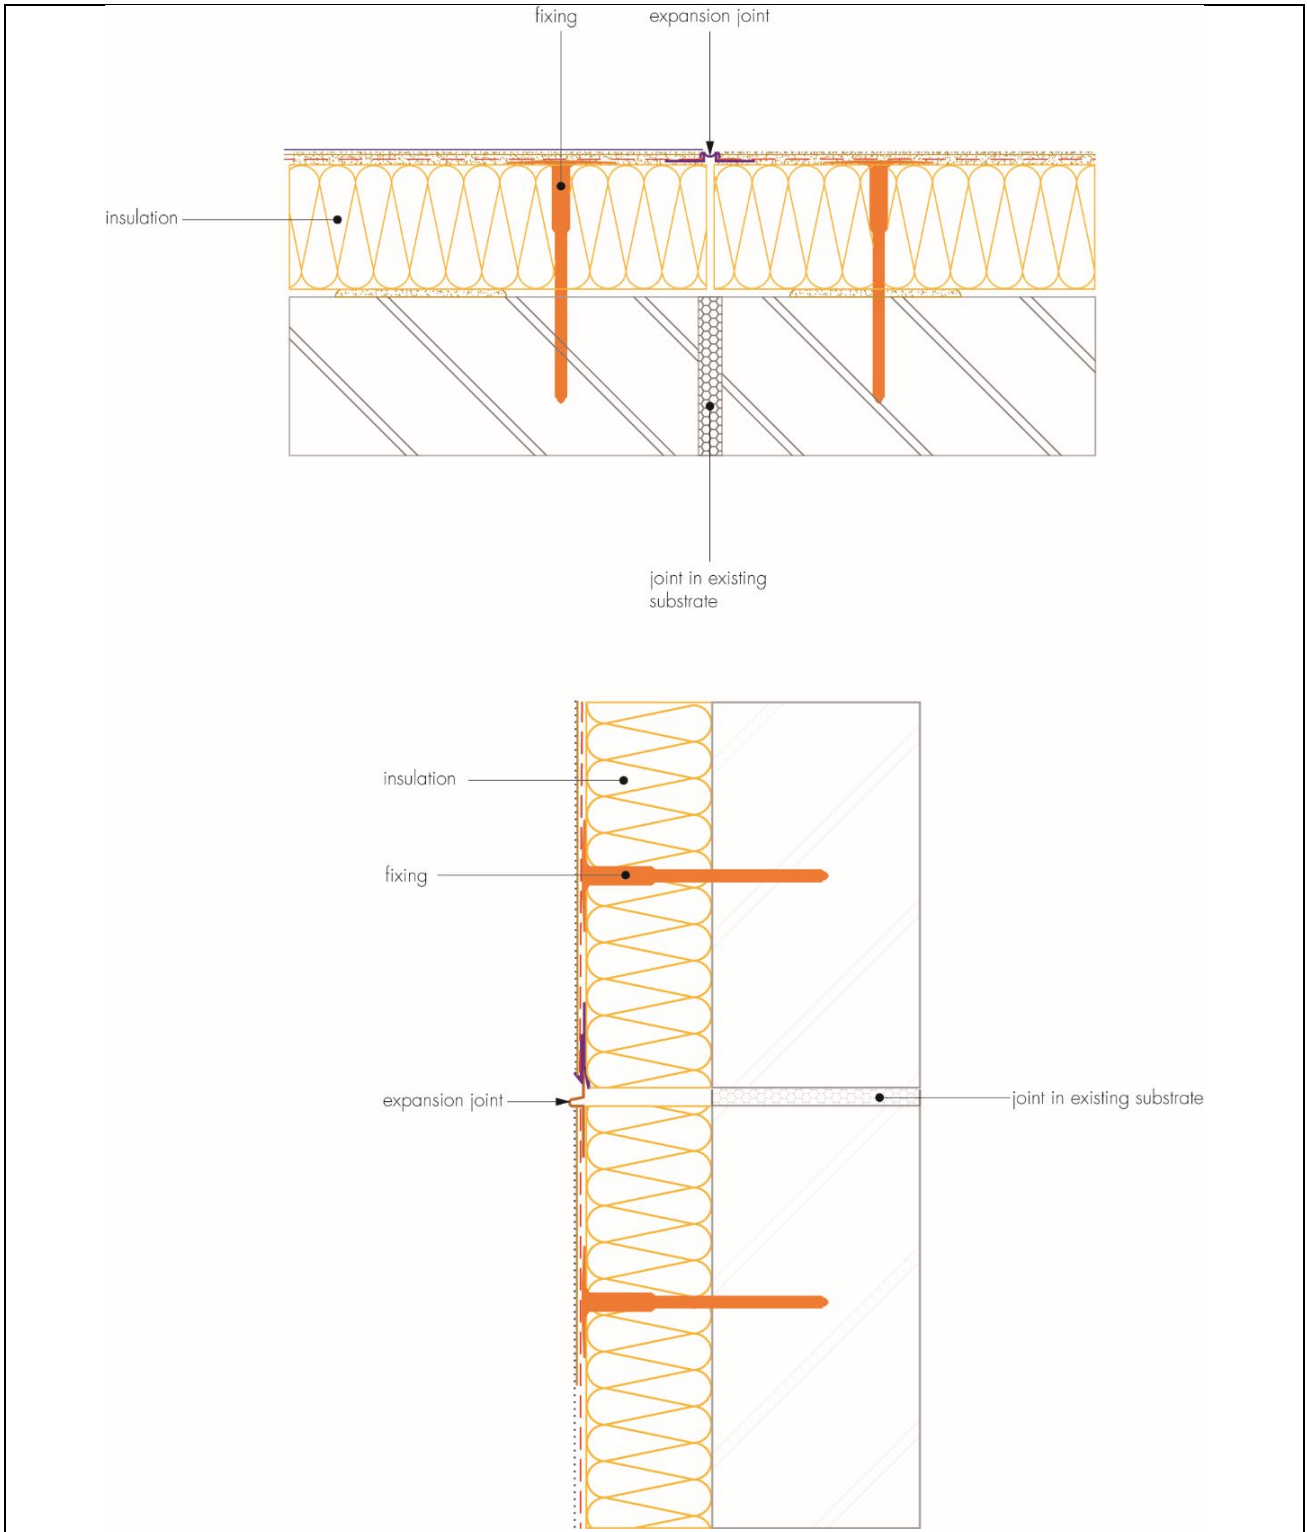 fixing
expansion joint
insulation
joint in existing
substrate
insulation
fixing
expansion joint
joint in existing substrate